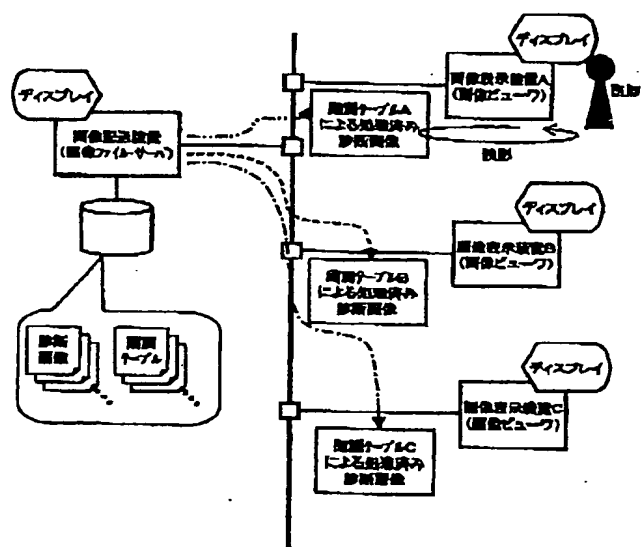 ディスプレイ
画像配送装置
(画像ファイル・サーバ)
診断
画像
階調
テーブル
ディスプレイ
画像表示装置A
(画像ビューワ)
階調テーブルA
による処理済み
診断画像
読影
ディスプレイ
画像表示装置B
(画像ビューワ)
階調テーブルB
による処理済み
診断画像
ディスプレイ
画像表示装置C
(画像ビューワ)
階調テーブルC
による処理済み
診断画像